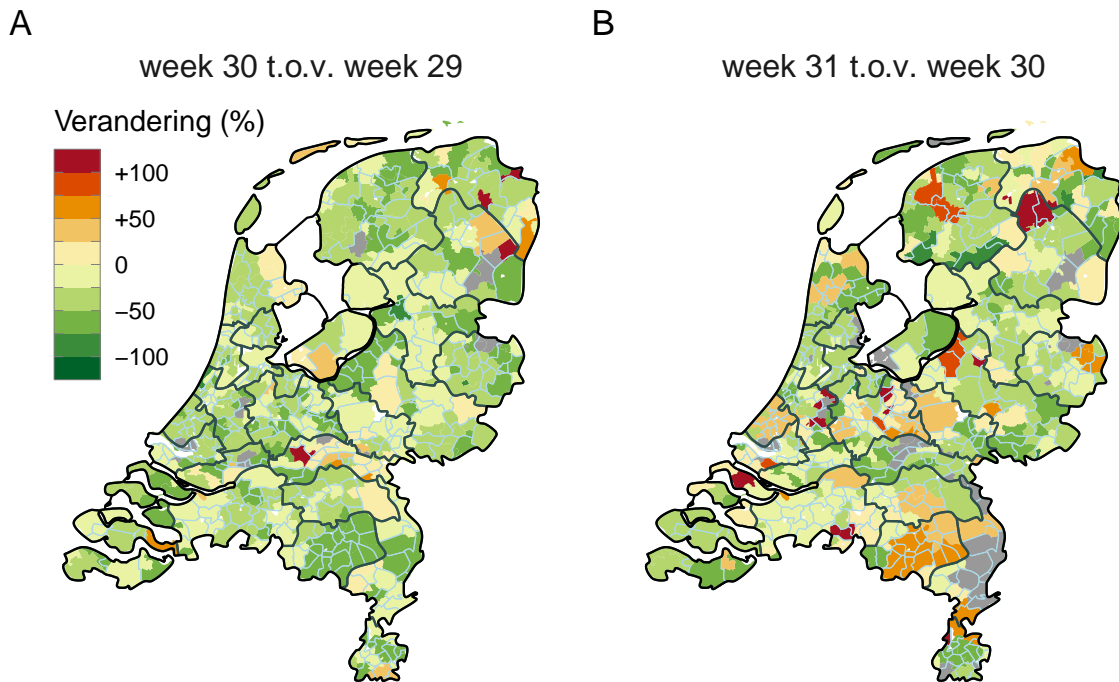 A
B
week 30 t.o.v. week 29
week 31 t.o.v. week 30
Verandering (%)
+100
+50
0
−50
−100